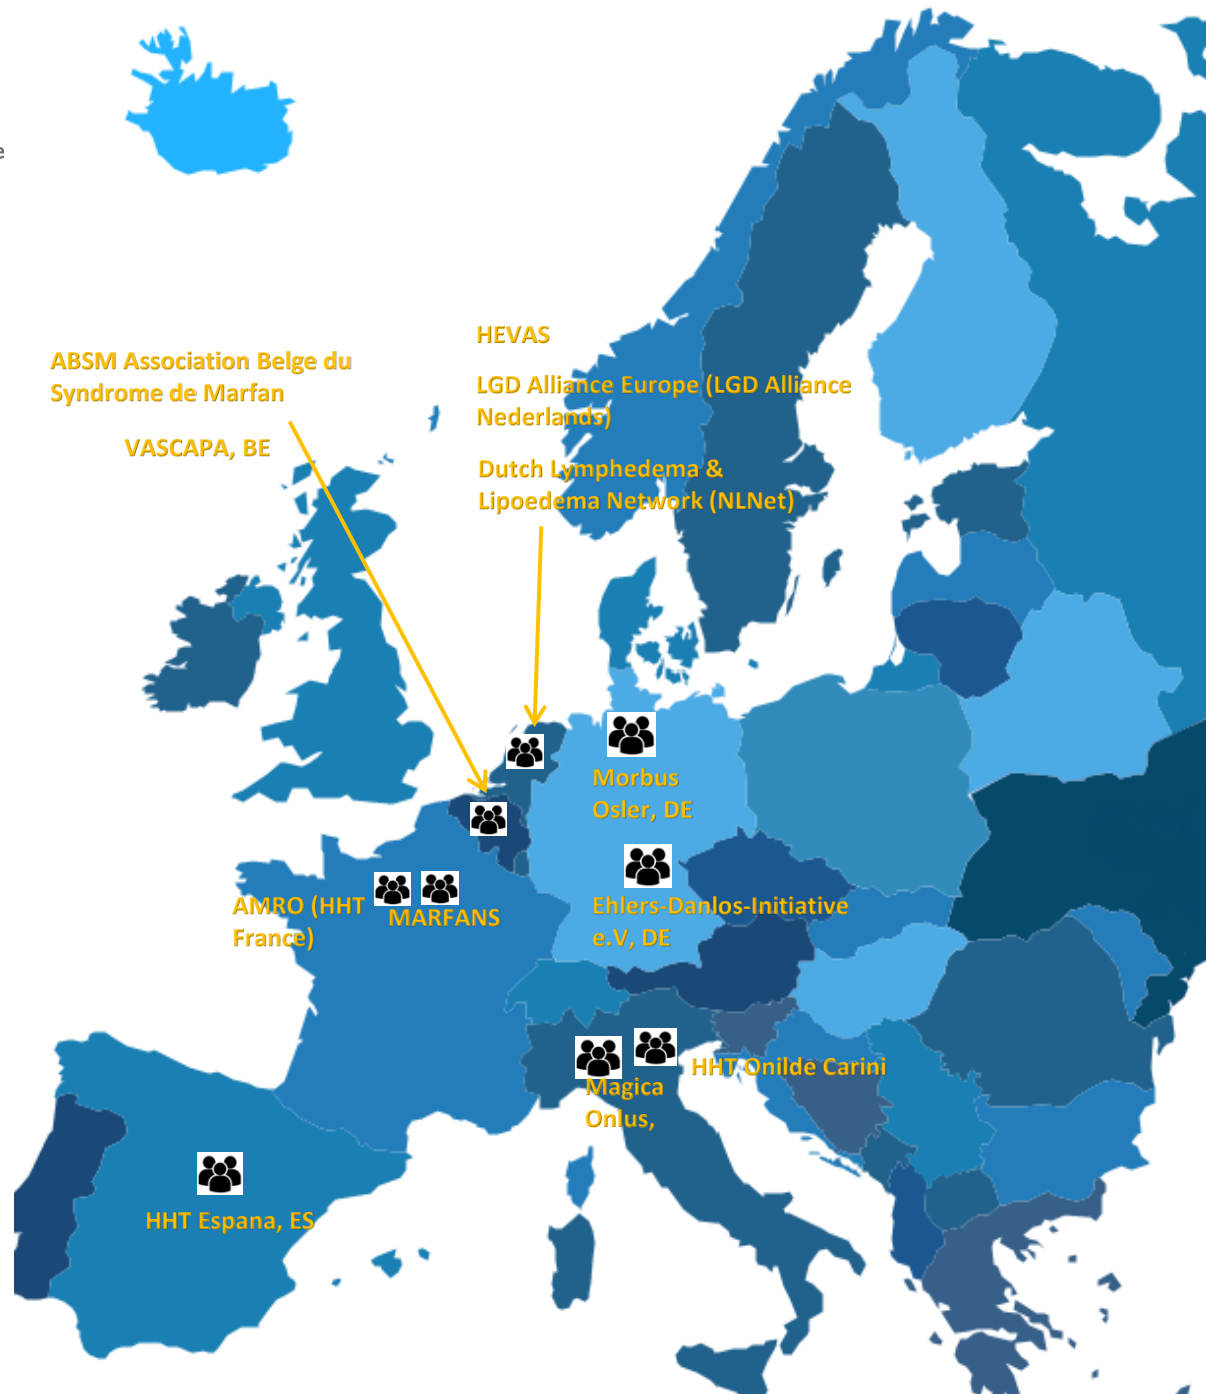 e
HEVAS
ABSM Association Belge du
Syndrome de Marfan
LGD Alliance Europe (LGD Alliance
Nederlands)
VASCAPA, BE
Dutch Lymphedema &
Lipoedema Network (NLNet)
Morbus
Osler, DE
AMRO (HHT
France)
MARFANS
Ehlers-Danlos-Initiative
e.V, DE
HHT Onilde Carini
Magica
Onlus,
HHT Espana, ES